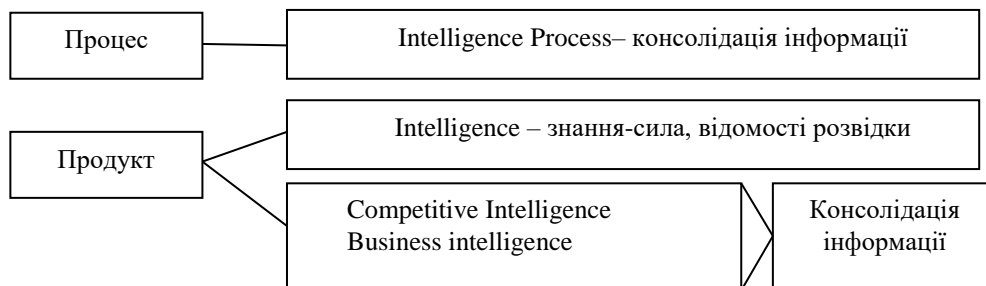 Процес
Intelligence Process– консолідація інформації
Intelligence – знання-сила, відомості розвідки
Продукт
Competitive Intelligence
Business intelligence
Консолідація
інформації